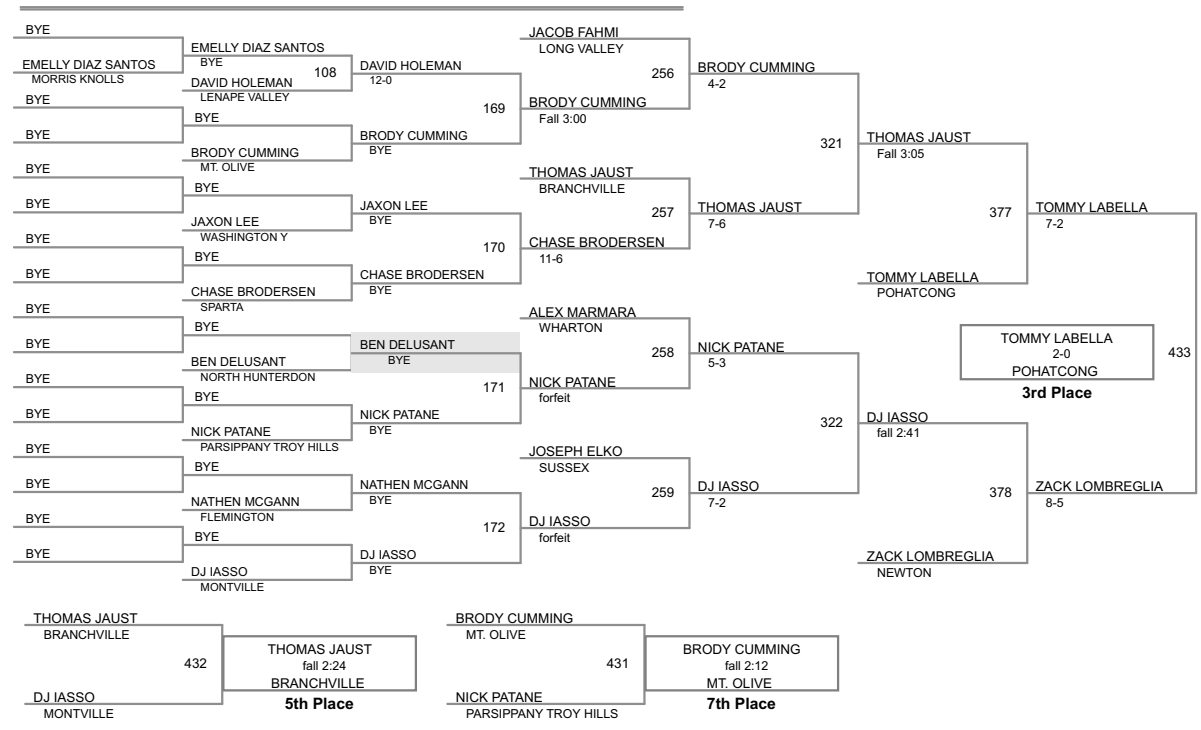 BYE
EMELLY DIAZ SANTOS
MORRIS KNOLLS
BYE
BYE
BYE
BYE
BYE
BYE
BYE
BYE
BYE
BYE
BYE
BYE
BYE
BYE
EMELLY DIAZ SANTOS
BYE
108
DAVID HOLEMAN
LENAPE VALLEY
BYE
BRODY CUMMING
MT. OLIVE
BYE
JAXON LEE
WASHINGTON Y
BYE
CHASE BRODERSEN
SPARTA
BYE
BEN DELUSANT
NORTH HUNTERDON
BYE
NICK PATANE
PARSIPPANY TROY HILLS
BYE
NATHEN MCGANN
FLEMINGTON
BYE
DJ IASSO
MONTVILLE
DAVID HOLEMAN
12-0
169
BRODY CUMMING
BYE
JAXON LEE
BYE
170
CHASE BRODERSEN
BYE
BEN DELUSANT
BYE
171
NICK PATANE
BYE
NATHEN MCGANN
BYE
172
DJ IASSO
BYE
JACOB FAHMI
LONG VALLEY
256
BRODY CUMMING
Fall 3:00
THOMAS JAUST
BRANCHVILLE
257
CHASE BRODERSEN
11-6
ALEX MARMARA
WHARTON
258
NICK PATANE
forfeit
JOSEPH ELKO
SUSSEX
259
DJ IASSO
forfeit
BRODY CUMMING
4-2
321
THOMAS JAUST
7-6
NICK PATANE
5-3
322
DJ IASSO
7-2
THOMAS JAUST
Fall 3:05
377
TOMMY LABELLA
POHATCONG
DJ IASSO
fall 2:41
378
ZACK LOMBREGLIA
NEWTON
TOMMY LABELLA
7-2
TOMMY LABELLA
2-0
POHATCONG
3rd Place
433
ZACK LOMBREGLIA
8-5
THOMAS JAUST
BRANCHVILLE
432
DJ IASSO
MONTVILLE
THOMAS JAUST
fall 2:24
BRANCHVILLE
5th Place
BRODY CUMMING
MT. OLIVE
431
NICK PATANE
PARSIPPANY TROY HILLS
BRODY CUMMING
fall 2:12
MT. OLIVE
7th Place